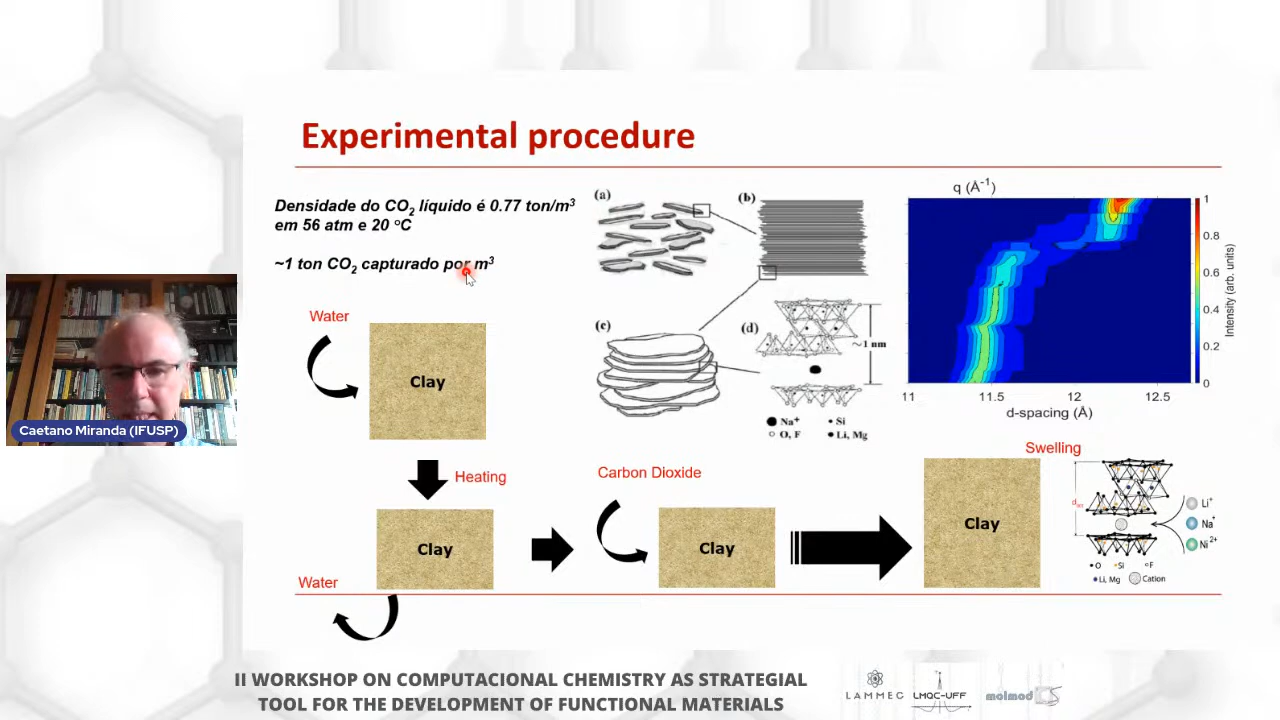 Experimental procedure
Densidade do CO2 líquido é 0.77 ton/m3
em 56 atm e 20 ºC
~1 ton CO2 capturado por m3
Water
Clay
Heating
Clay
Water
Carbon Dioxide
Clay
Swelling
Clay
(a)
(b)
(c)
(d)
~1 nm
Na+
Si
O, F
Li, Mg
q (Å-1)
1
0.8
0.6
0.4
0.2
0
Intensity (arb. units)
11
11.5
12
12.5
d-spacing (Å)
Li+
Na+
Ni2+
O
Si
F
Li, Mg
Cation
Caetano Miranda (IFUSP)
II WORKSHOP ON COMPUTACIONAL CHEMISTRY AS STRATEGIAL
TOOL FOR THE DEVELOPMENT OF FUNCTIONAL MATERIALS
LAMMEC
LMQC-UFF
molmod